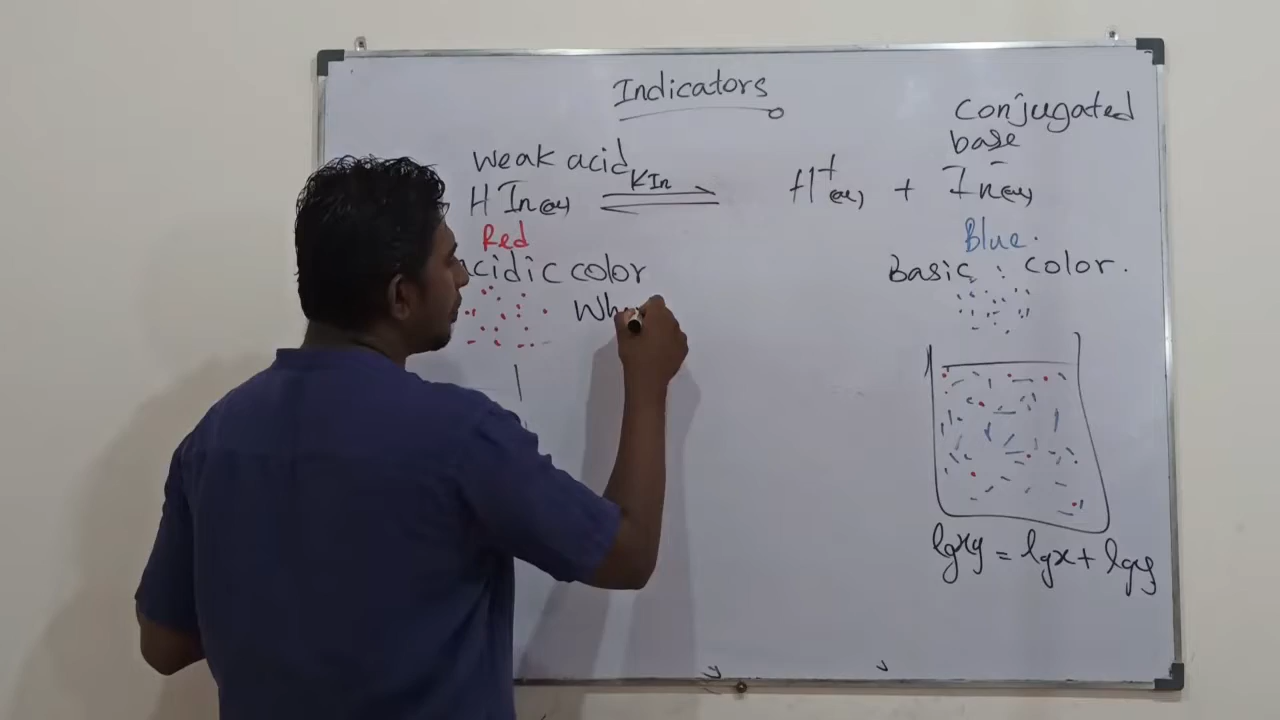 Indicators
conjugated
base
weak acid
HIn(aq) KIn ⇌ H+(aq) + In-(aq)
Red Blue.
acidic color Basic color.
Wh
lgxy = lgx + lgy